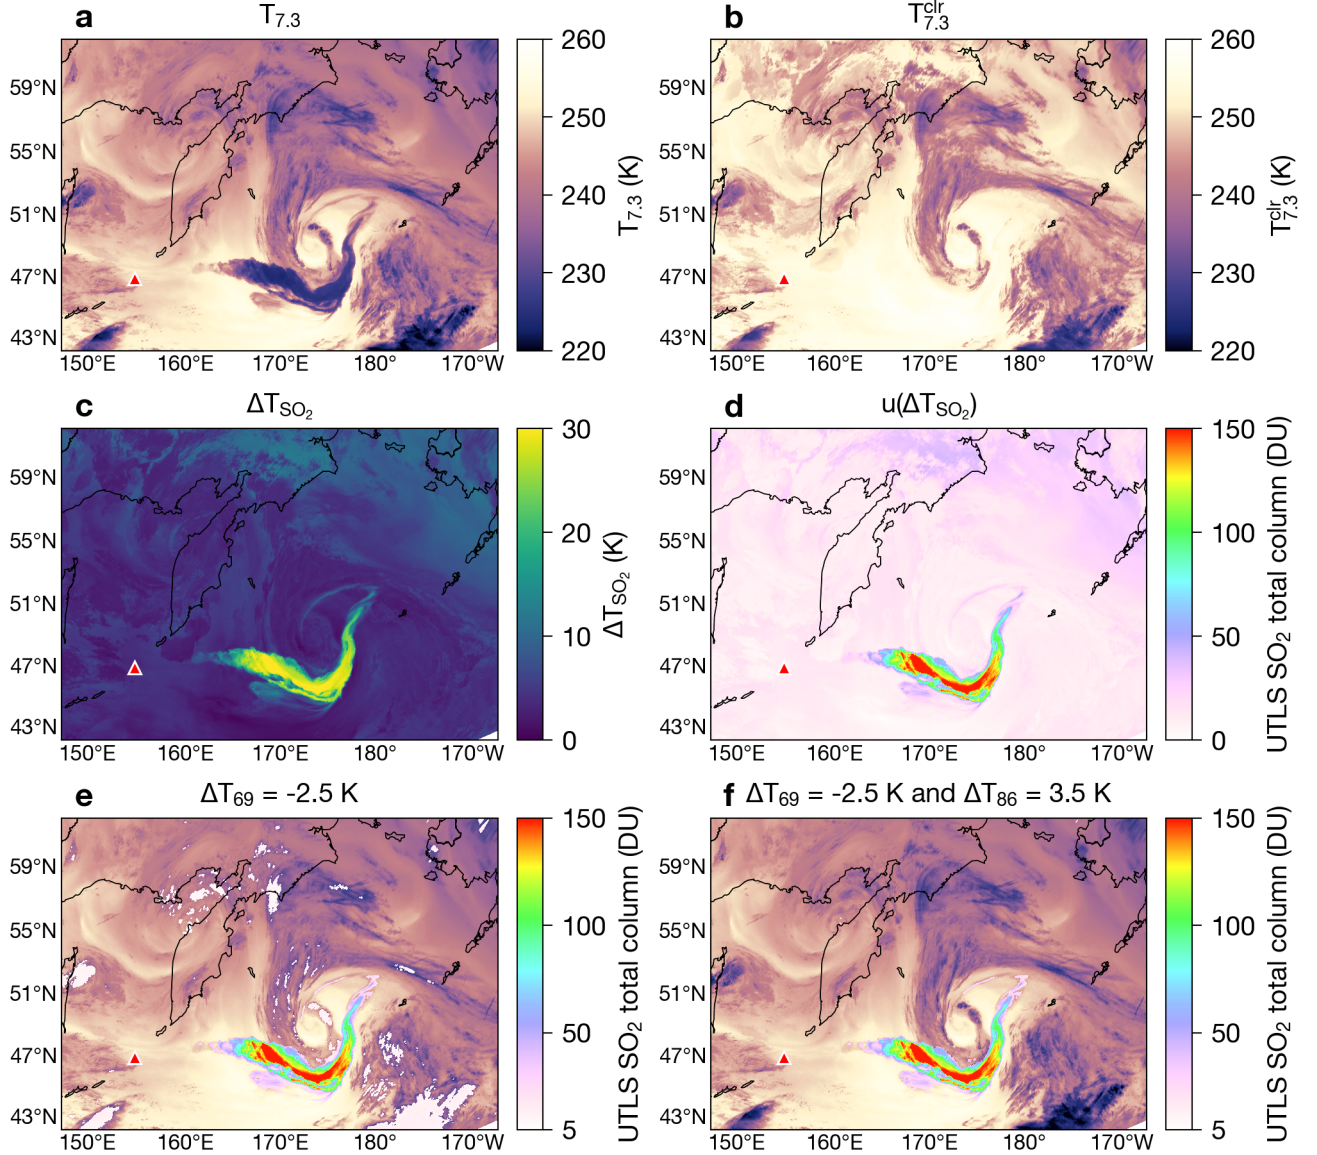 a T7.3
59°N
55°N
51°N
47°N
43°N
150°E 160°E 170°E 180° 170°W
260
250
240
230
220
T7.3 (K)
b Tclr7.3
59°N
55°N
51°N
47°N
43°N
150°E 160°E 170°E 180° 170°W
260
250
240
230
220
Tclr7.3 (K)
c ΔTSO2
59°N
55°N
51°N
47°N
43°N
150°E 160°E 170°E 180° 170°W
30
20
10
0
ΔTSO2 (K)
d u(ΔTSO2)
59°N
55°N
51°N
47°N
43°N
150°E 160°E 170°E 180° 170°W
150
100
50
0
UTLS SO2 total column (DU)
e ΔT69 = -2.5 K
59°N
55°N
51°N
47°N
43°N
150°E 160°E 170°E 180° 170°W
150
100
50
5
UTLS SO2 total column (DU)
f ΔT69 = -2.5 K and ΔT86 = 3.5 K
59°N
55°N
51°N
47°N
43°N
150°E 160°E 170°E 180° 170°W
150
100
50
5
UTLS SO2 total column (DU)